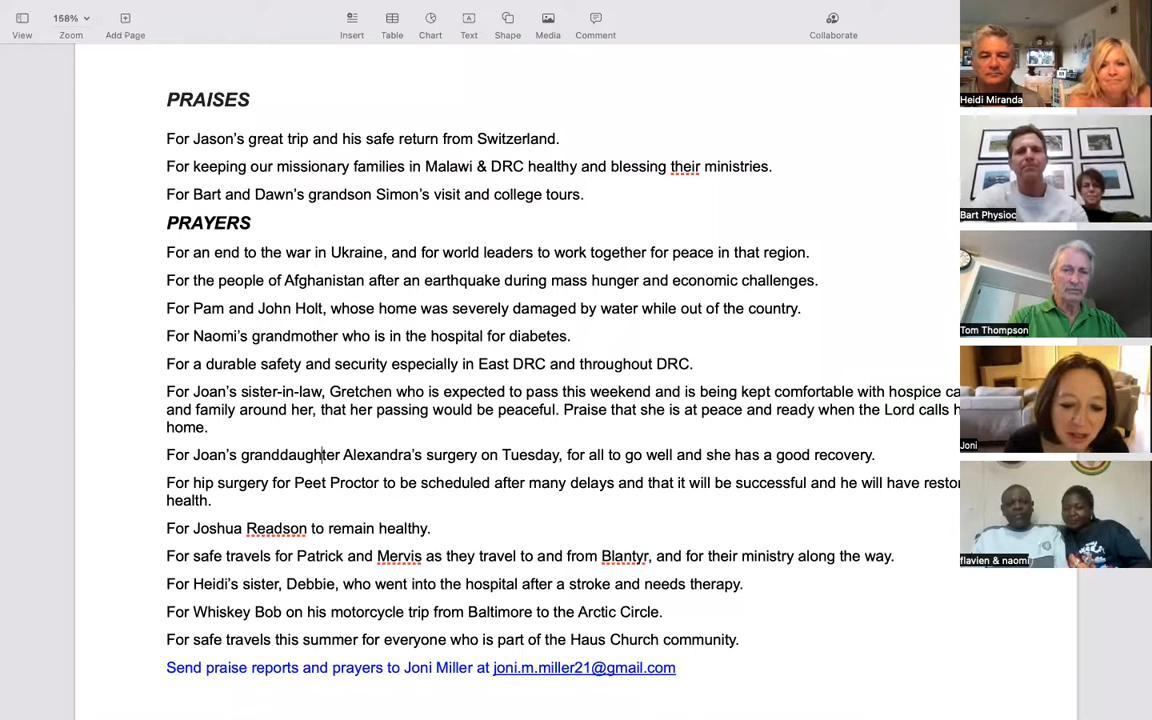 158%
View
Zoom
Add Page
Insert
Table
Chart
Text
Shape
Media
Comment
Collaborate
PRAISES
For Jason's great trip and his safe return from Switzerland.
For keeping our missionary families in Malawi & DRC healthy and blessing their ministries.
For Bart and Dawn's grandson Simon's visit and college tours.
PRAYERS
For an end to the war in Ukraine, and for world leaders to work together for peace in that region.
For the people of Afghanistan after an earthquake during mass hunger and economic challenges.
For Pam and John Holt, whose home was severely damaged by water while out of the country.
For Naomi's grandmother who is in the hospital for diabetes.
For a durable safety and security especially in East DRC and throughout DRC.
For Joan's sister-in-law, Gretchen who is expected to pass this weekend and is being kept comfortable with hospice
and family around her, that her passing would be peaceful. Praise that she is at peace and ready when the Lord calls
home.
For Joan's granddaughter Alexandra's surgery on Tuesday, for all to go well and she has a good recovery.
For hip surgery for Peet Proctor to be scheduled after many delays and that it will be successful and he will have
health.
For Joshua Readson to remain healthy.
For safe travels for Patrick and Mervis as they travel to and from Blantyr, and for their ministry along the way.
For Heidi's sister, Debbie, who went into the hospital after a stroke and needs therapy.
For Whiskey Bob on his motorcycle trip from Baltimore to the Arctic Circle.
For safe travels this summer for everyone who is part of the Haus Church community.
Send praise reports and prayers to Joni Miller at joni.m.miller21@gmail.com
Heidi Miranda
Bart Physioc
Tom Thompson
Joni
flavien & naomi